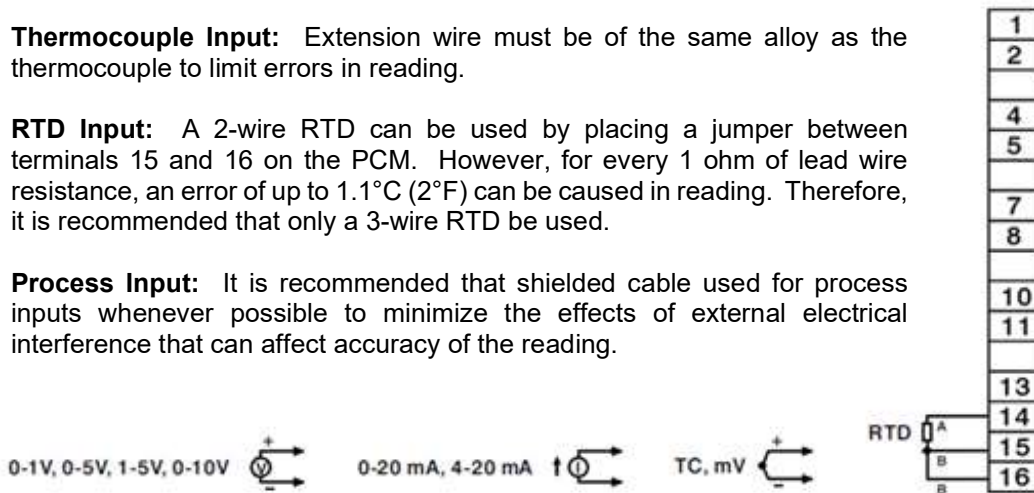 Thermocouple Input: Extension wire must be of the same alloy as the
thermocouple to limit errors in reading.
RTD Input: A 2-wire RTD can be used by placing a jumper between
terminals 15 and 16 on the PCM. However, for every 1 ohm of lead wire
resistance, an error of up to 1.1°C (2°F) can be caused in reading. Therefore,
it is recommended that only a 3-wire RTD be used.
Process Input: It is recommended that shielded cable used for process
inputs whenever possible to minimize the effects of external electrical
interference that can affect accuracy of the reading.
0-1V, 0-5V, 1-5V, 0-10V + V -
0-20 mA, 4-20 mA I
TC, mV + -
RTD A
B
B
1
2
4
5
7
8
10
11
13
14
15
16